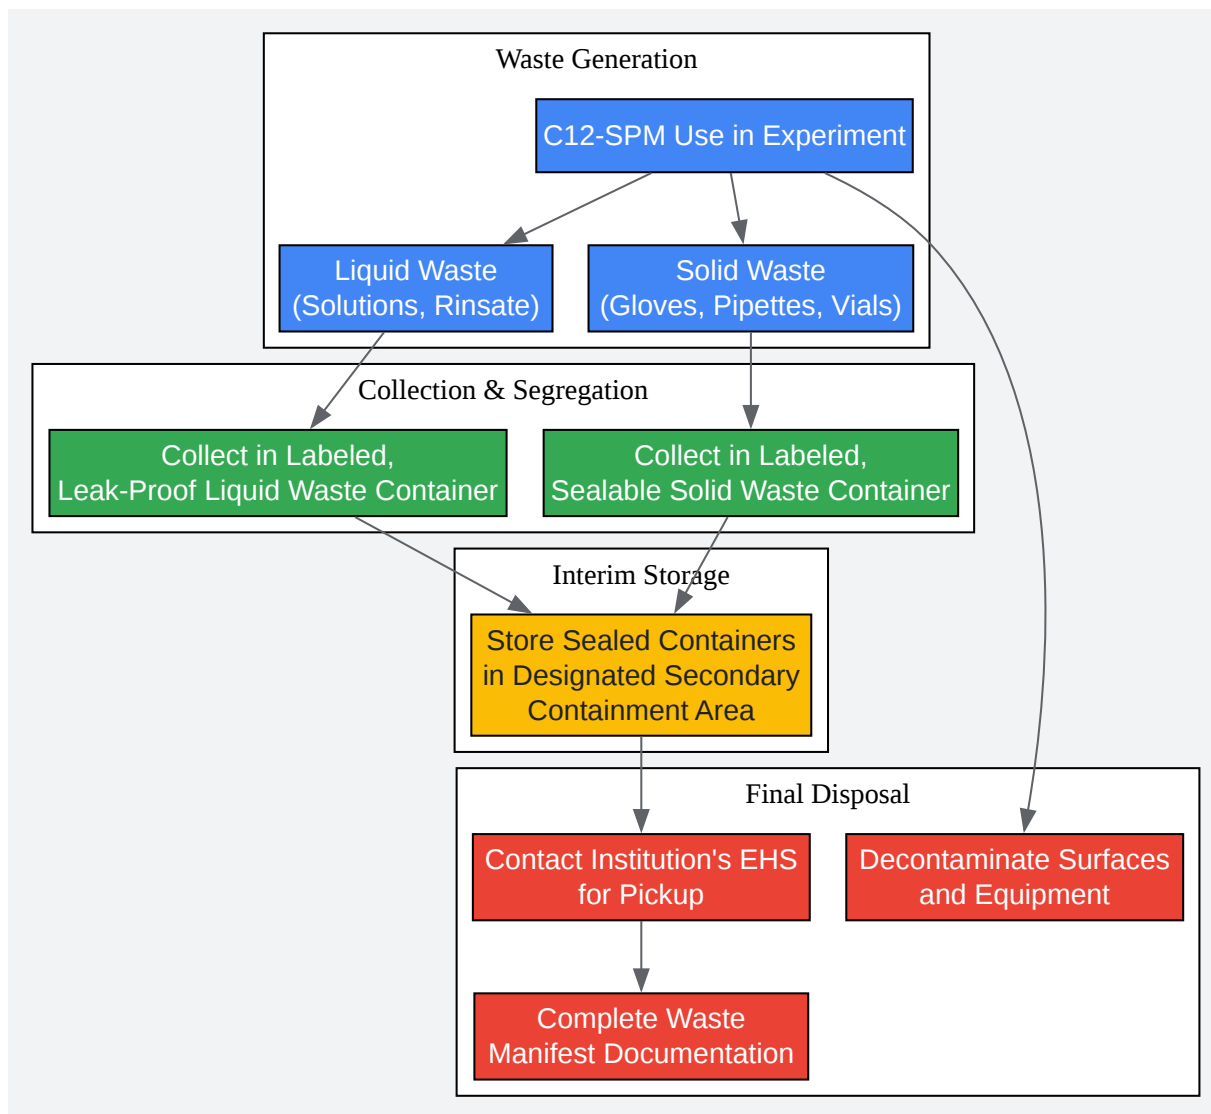 Waste Generation
C12-SPM Use in Experiment
Liquid Waste
(Solutions, Rinsate)
Solid Waste
(Gloves, Pipettes, Vials)
Collection & Segregation
Collect in Labeled,
Leak-Proof Liquid Waste Container
Collect in Labeled,
Sealable Solid Waste Container
Interim Storage
Store Sealed Containers
in Designated Secondary
Containment Area
Final Disposal
Contact Institution's EHS
for Pickup
Decontaminate Surfaces
and Equipment
Complete Waste
Manifest Documentation